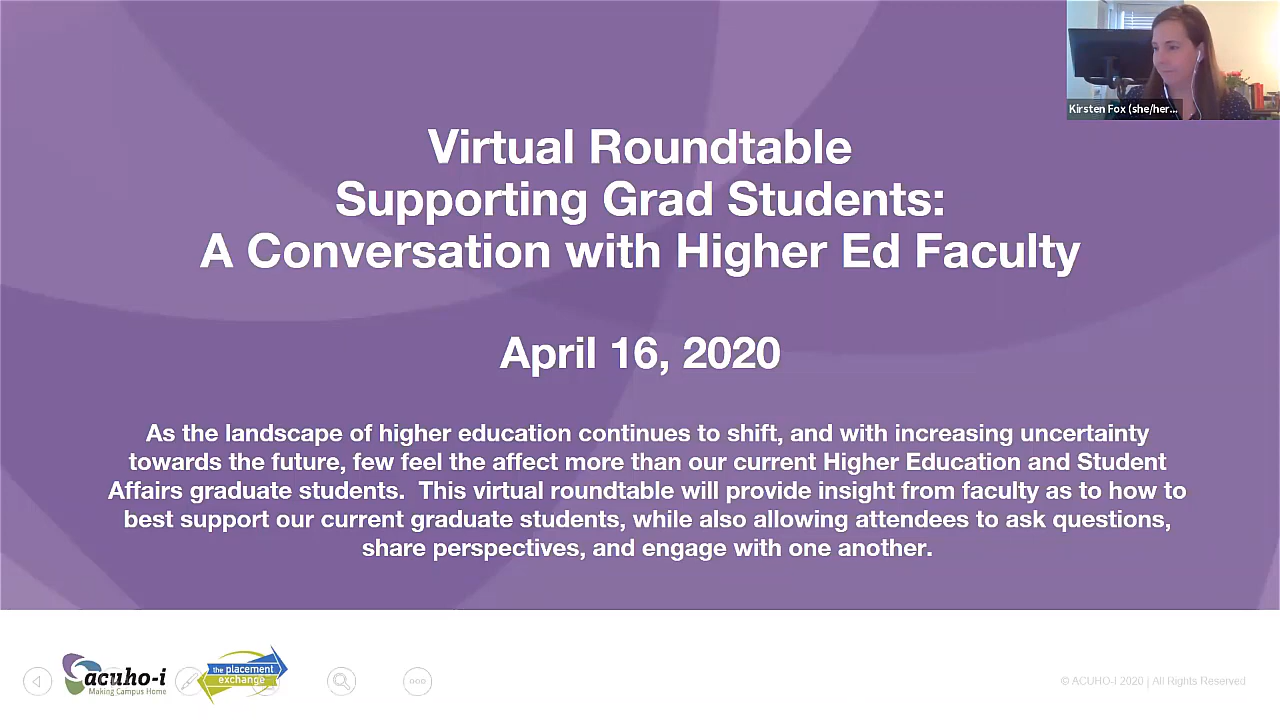 Kirsten Fox (she/her...
Virtual Roundtable
Supporting Grad Students:
A Conversation with Higher Ed Faculty
April 16, 2020
As the landscape of higher education continues to shift, and with increasing uncertainty
towards the future, few feel the affect more than our current Higher Education and Student
Affairs graduate students.  This virtual roundtable will provide insight from faculty as to how to
best support our current graduate students, while also allowing attendees to ask questions,
share perspectives, and engage with one another.
acuho-i
Making Campus Home
the placement
exchange
© ACUHO-I 2020 | All Rights Reserved